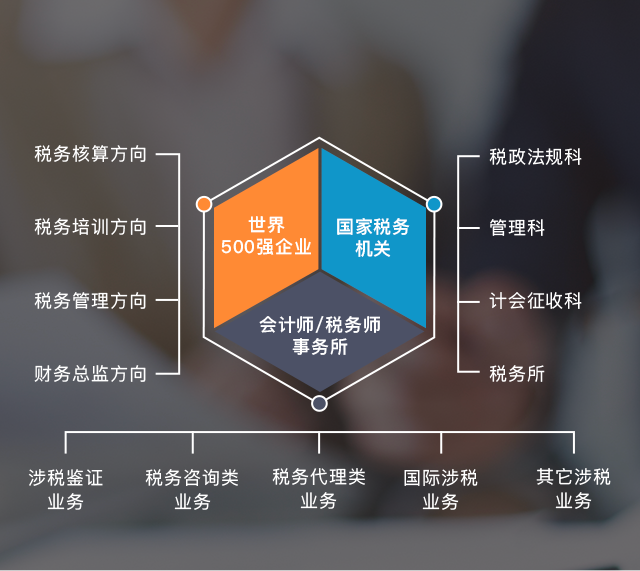 税务核算方向
税务培训方向
税务管理方向
财务总监方向
世界
500强企业
国家税务
机关
会计师/税务师
事务所
税政法规科
管理科
计会征收科
税务所
涉税鉴证
业务
税务咨询类
业务
税务代理类
业务
国际涉税
业务
其它涉税
业务